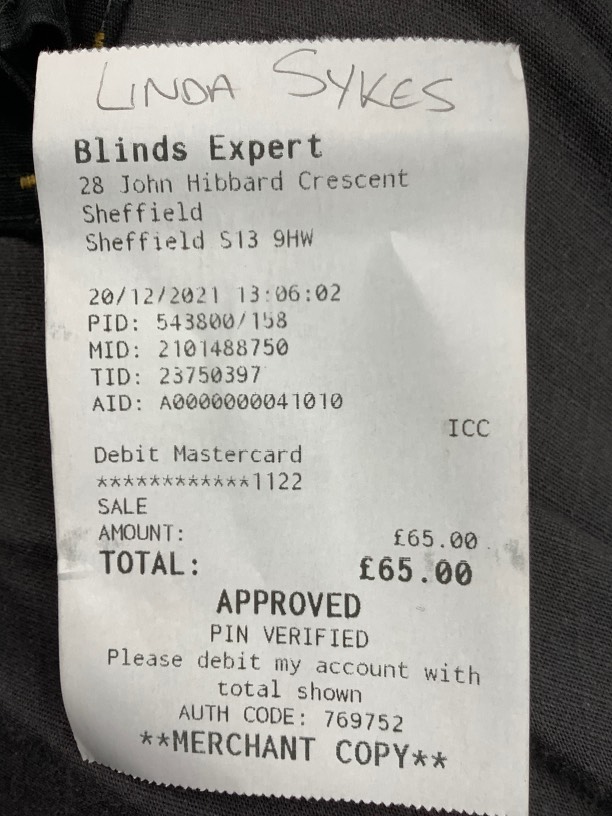 LINDA SYKES
Blinds Expert
28 John Hibbard Crescent
Sheffield
Sheffield S13 9HW
20/12/2021 13:06:02
PID: 543800/158
MID: 2101488750
TID: 23750397
AID: A0000000041010
ICC
Debit Mastercard
************1122
SALE
AMOUNT: £65.00
TOTAL: £65.00
APPROVED
PIN VERIFIED
Please debit my account with
total shown
AUTH CODE: 769752
**MERCHANT COPY**